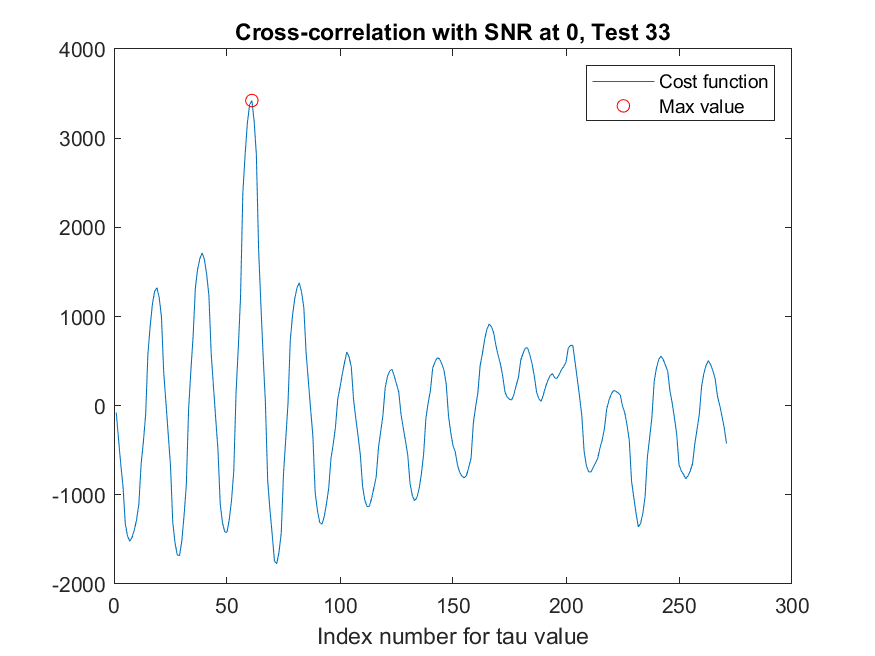 Cross-correlation with SNR at 0, Test 33
4000
3000
2000
1000
0
-1000
-2000
0 50 100 150 200 250 300
Index number for tau value
Cost function
Max value